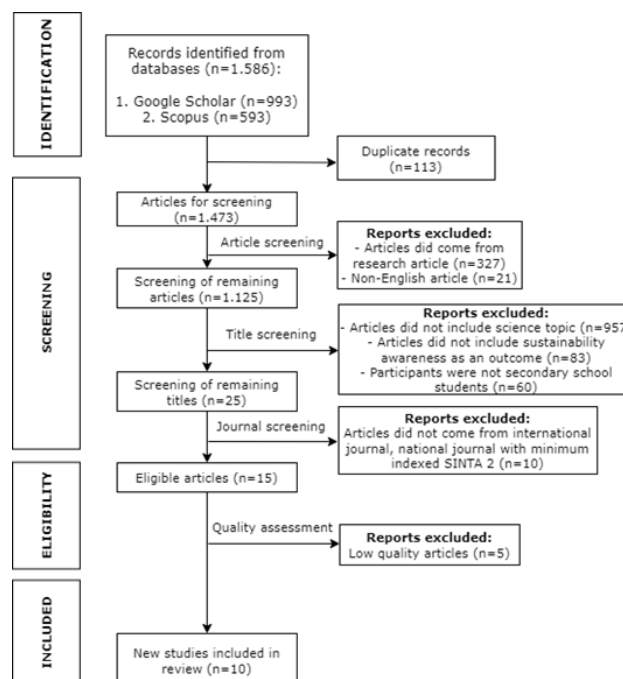 IDENTIFICATION
Records identified from
databases (n=1.586):
1. Google Scholar (n=993)
2. Scopus (n=593)
Duplicate records
(n=113)
SCREENING
Articles for screening
(n=1.473)
Article screening
Reports excluded:
- Articles did come from
research article (n=327)
- Non-English article (n=21)
Screening of remaining
articles (n=1.125)
Title screening
Reports excluded:
- Articles did not include science topic (n=957
- Articles did not include sustainability
awareness as an outcome (n=83)
- Participants were not secondary school
students (n=60)
Screening of remaining
titles (n=25)
Journal screening
Reports excluded:
Articles did not come from international
journal, national journal with minimum
indexed SINTA 2 (n=10)
ELIGIBILITY
Eligible articles (n=15)
Quality assessment
Reports excluded:
Low quality articles (n=5)
INCLUDED
New studies included in
review (n=10)